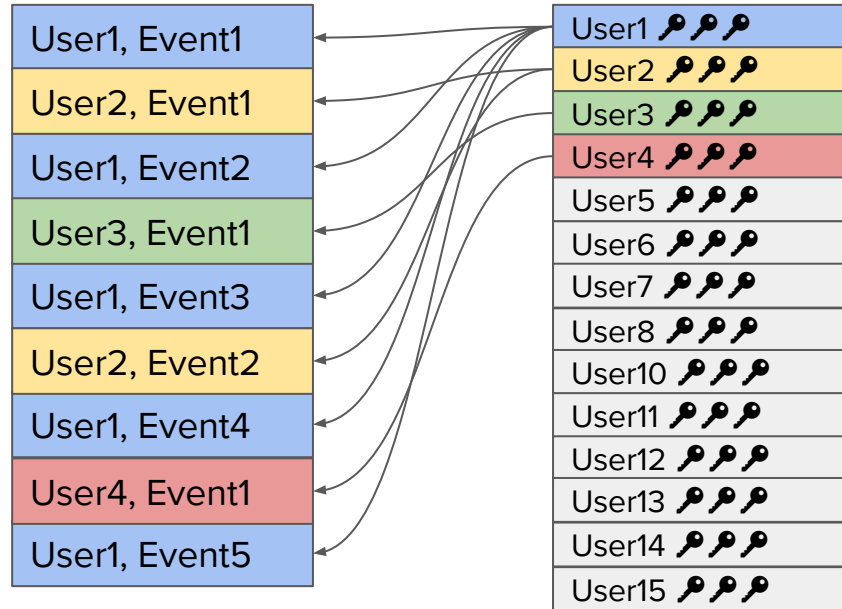 User1, Event1
User2, Event1
User1, Event2
User3, Event1
User1, Event3
User2, Event2
User1, Event4
User4, Event1
User1, Event5
User1
User2
User3
User4
User5
User6
User7
User8
User10
User11
User12
User13
User14
User15